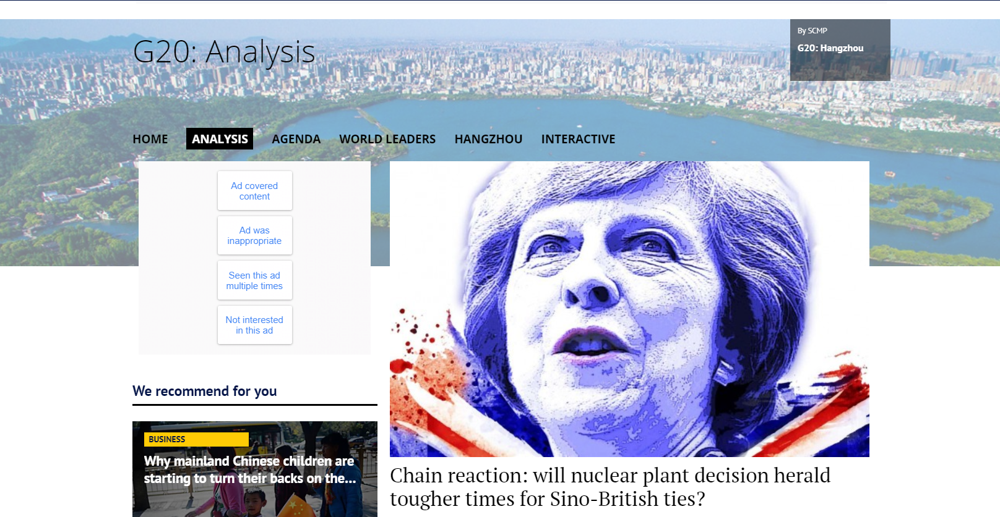 G20: Analysis
By SCMP
G20: Hangzhou
HOME
ANALYSIS
AGENDA
WORLD LEADERS
HANGZHOU
INTERACTIVE
Ad covered
content
Ad was
inappropriate
Seen this ad
multiple times
Not interested
in this ad
We recommend for you
BUSINESS
Why mainland Chinese children are
starting to turn their backs on the...
Chain reaction: will nuclear plant decision herald
tougher times for Sino-British ties?